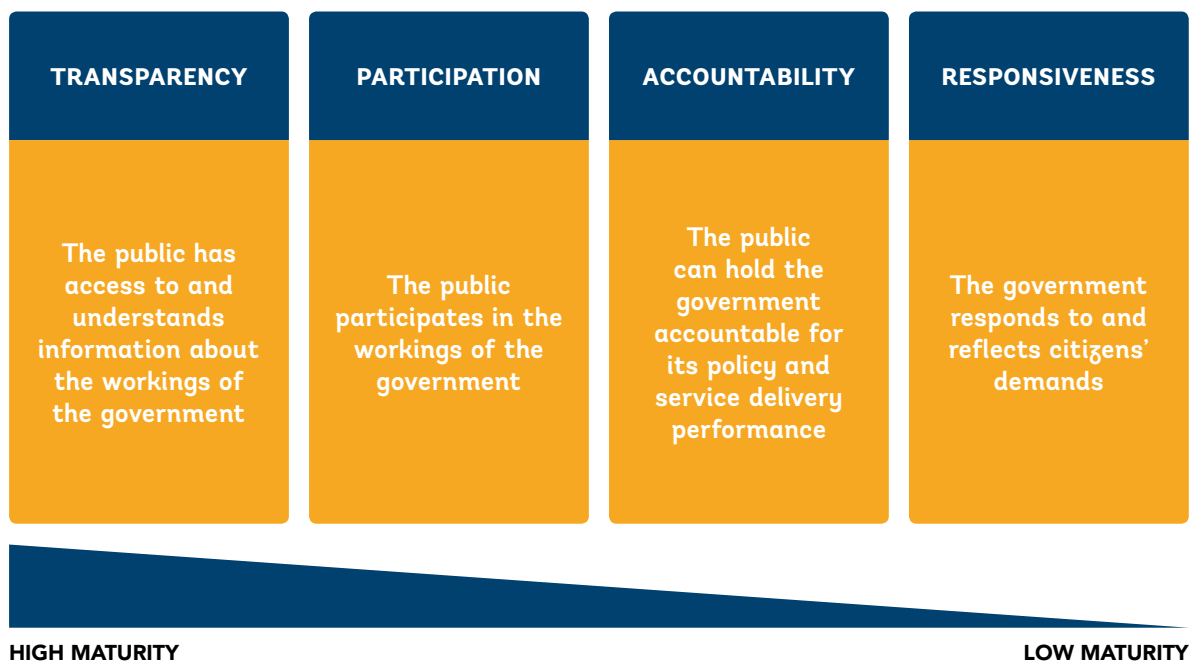 TRANSPARENCY
The public has
access to and
understands
information about
the workings of
the government
PARTICIPATION
The public
participates in the
workings of the
government
ACCOUNTABILITY
The public
can hold the
government
accountable for
its policy and
service delivery
performance
RESPONSIVENESS
The government
responds to and
reflects citizens’
demands
HIGH MATURITY
LOW MATURITY